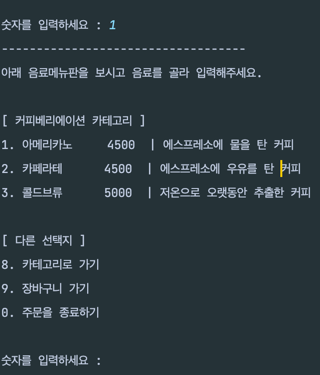 숫자를 입력하세요 : 1
-----------------------------------
아래 음료메뉴판을 보시고 음료를 골라 입력해주세요.
[ 커피베리에이션 카테고리 ]
1. 아메리카노 4500 | 에스프레소에 물을 탄 커피
2. 카페라테 4500 | 에스프레소에 우유를 탄 커피
3. 콜드브류 5000 | 저온으로 오랫동안 추출한 커피
[ 다른 선택지 ]
8. 카테고리로 가기
9. 장바구니 가기
0. 주문을 종료하기
숫자를 입력하세요 :